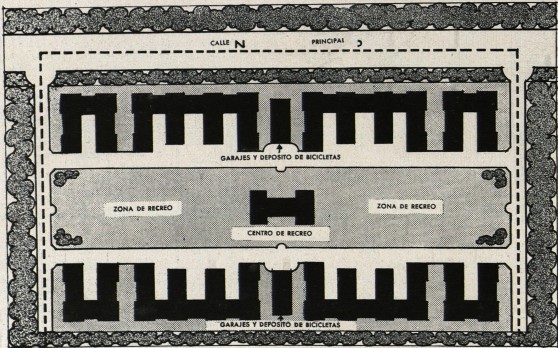 CALLE N PRINCIPAL C
GARAJES Y DEPOSITO DE BICICLETAS
ZONA DE RECREO
ZONA DE RECREO
CENTRO DE RECREO
GARAJES Y DEPOSITO DE BICICLETAS